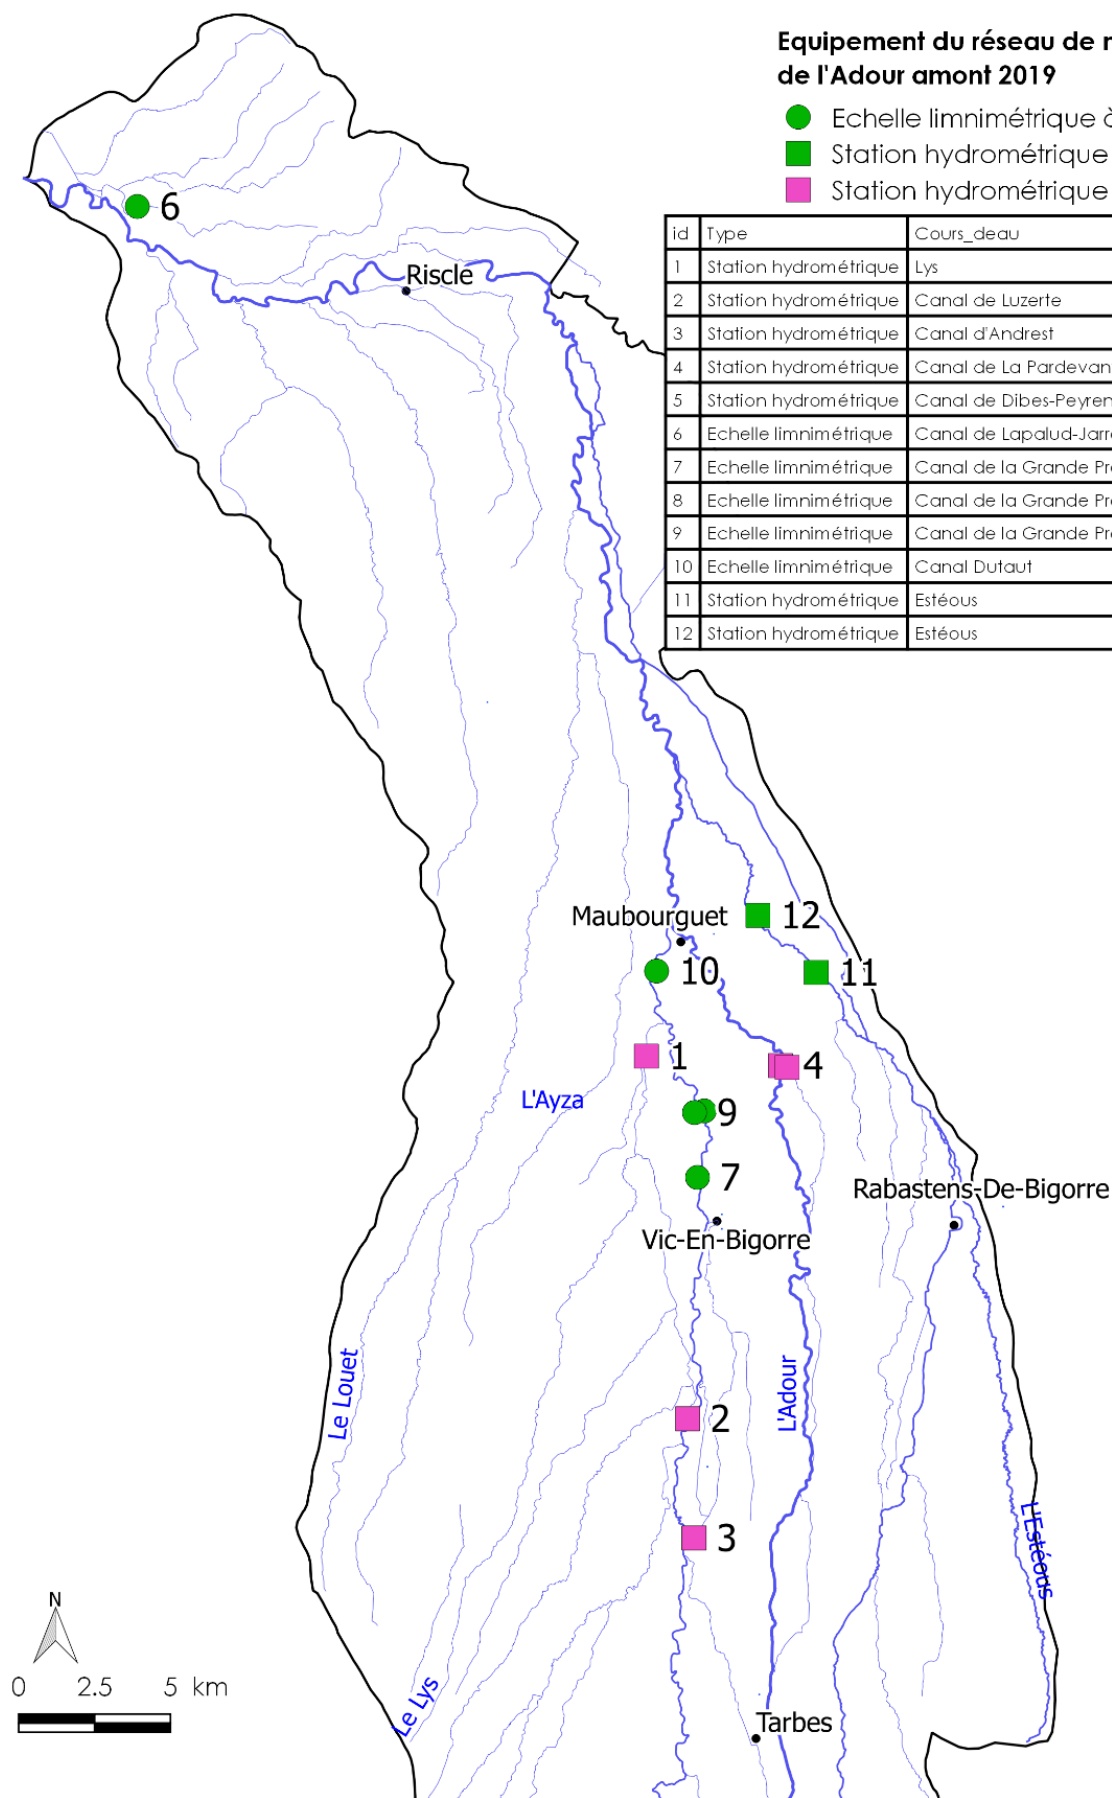 Equipement du réseau de
de l'Adour amont 2019
Echelle limnimétrique
Station hydrométrique
Station hydrométrique
id Type Cours_deau
1 Station hydrométrique Lys
2 Station hydrométrique Canal de Luzerte
3 Station hydrométrique Canal d'Andrest
4 Station hydrométrique Canal de La Pardevan
5 Station hydrométrique Canal de Dibes-Peyren
6 Echelle limnimétrique Canal de Lapalud-Jarr
7 Echelle limnimétrique Canal de la Grande Pr
8 Echelle limnimétrique Canal de la Grande Pr
9 Echelle limnimétrique Canal de la Grande Pr
10 Echelle limnimétrique Canal Dutaut
11 Station hydrométrique Estéous
12 Station hydrométrique Estéous
6
Riscle
Maubourguet
12
10
11
1
4
L'Ayza
9
7
Rabastens-De-Bigorre
Vic-En-Bigorre
Le Louet
L'Adour
2
3
L'Estéous
N
0 2.5 5 km
Le Lys
Tarbes